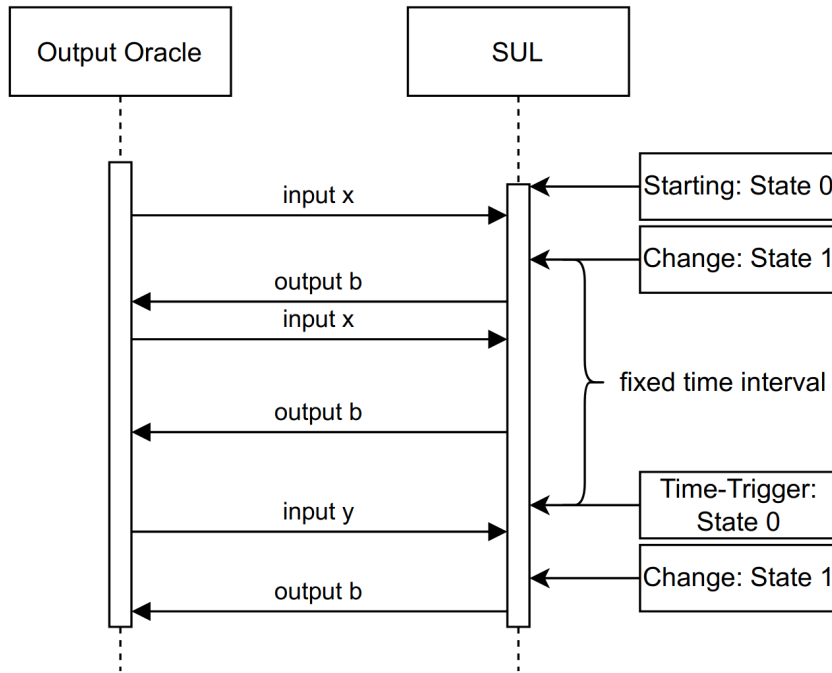 Output Oracle
SUL
Starting: State 0
input x
Change: State 1
output b
input x
fixed time interval
output b
Time-Trigger:
State 0
input y
Change: State 1
output b